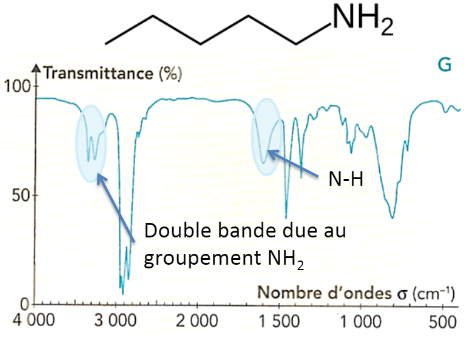 NH₂
Transmittance (%)
G
100
N-H
50
Double bande due au
groupement NH₂
Nombre d'ondes σ (cm⁻¹)
0
4 000 3 000 2 000 1 500 1 000 500